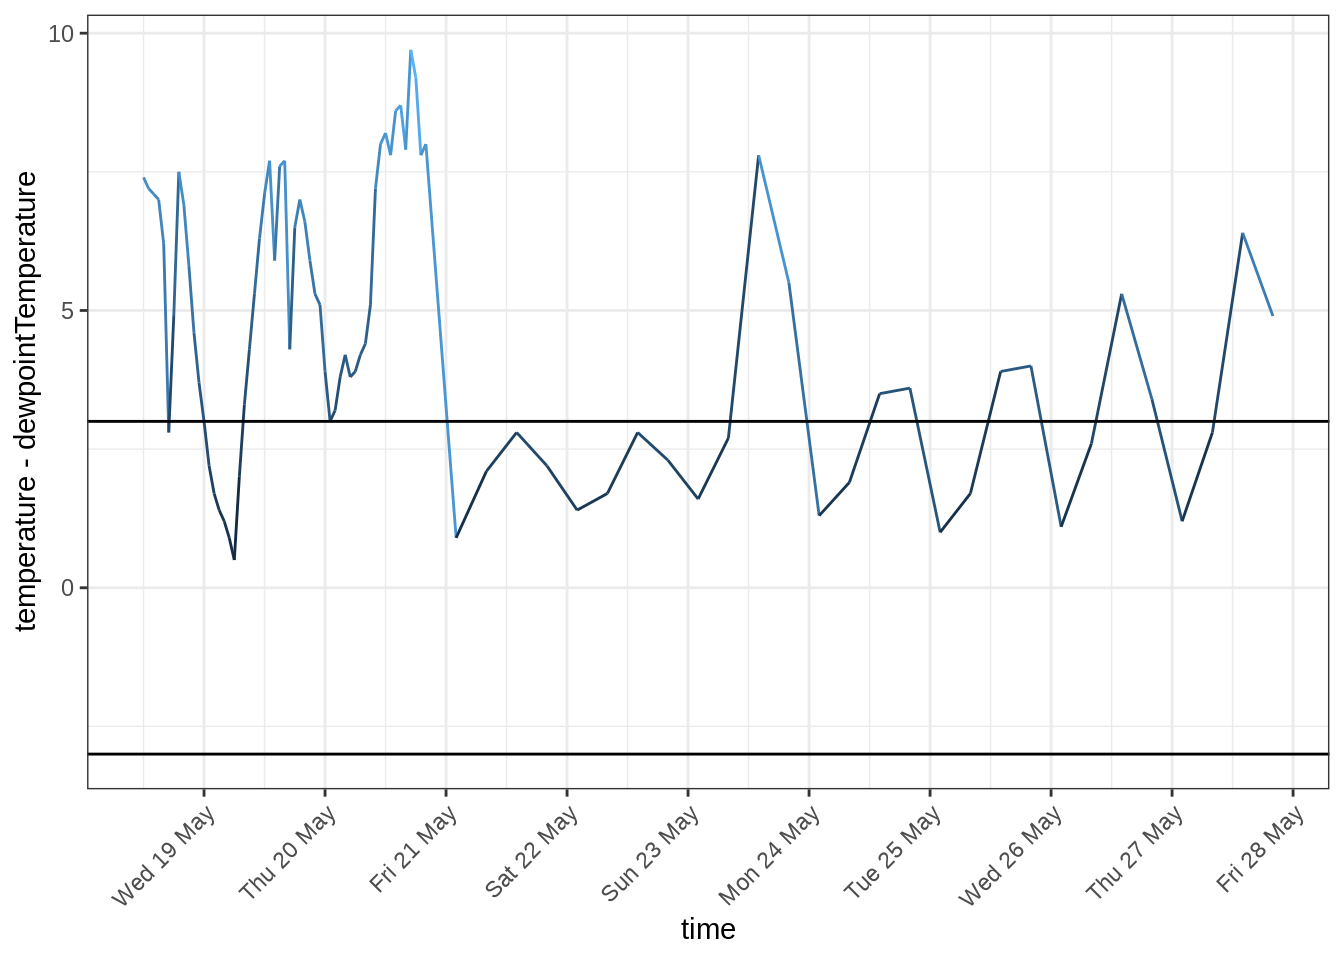 10
5
0
temperature - dewpointTemperature
Wed 19 May
Thu 20 May
Fri 21 May
Sat 22 May
Sun 23 May
Mon 24 May
Tue 25 May
Wed 26 May
Thu 27 May
Fri 28 May
time